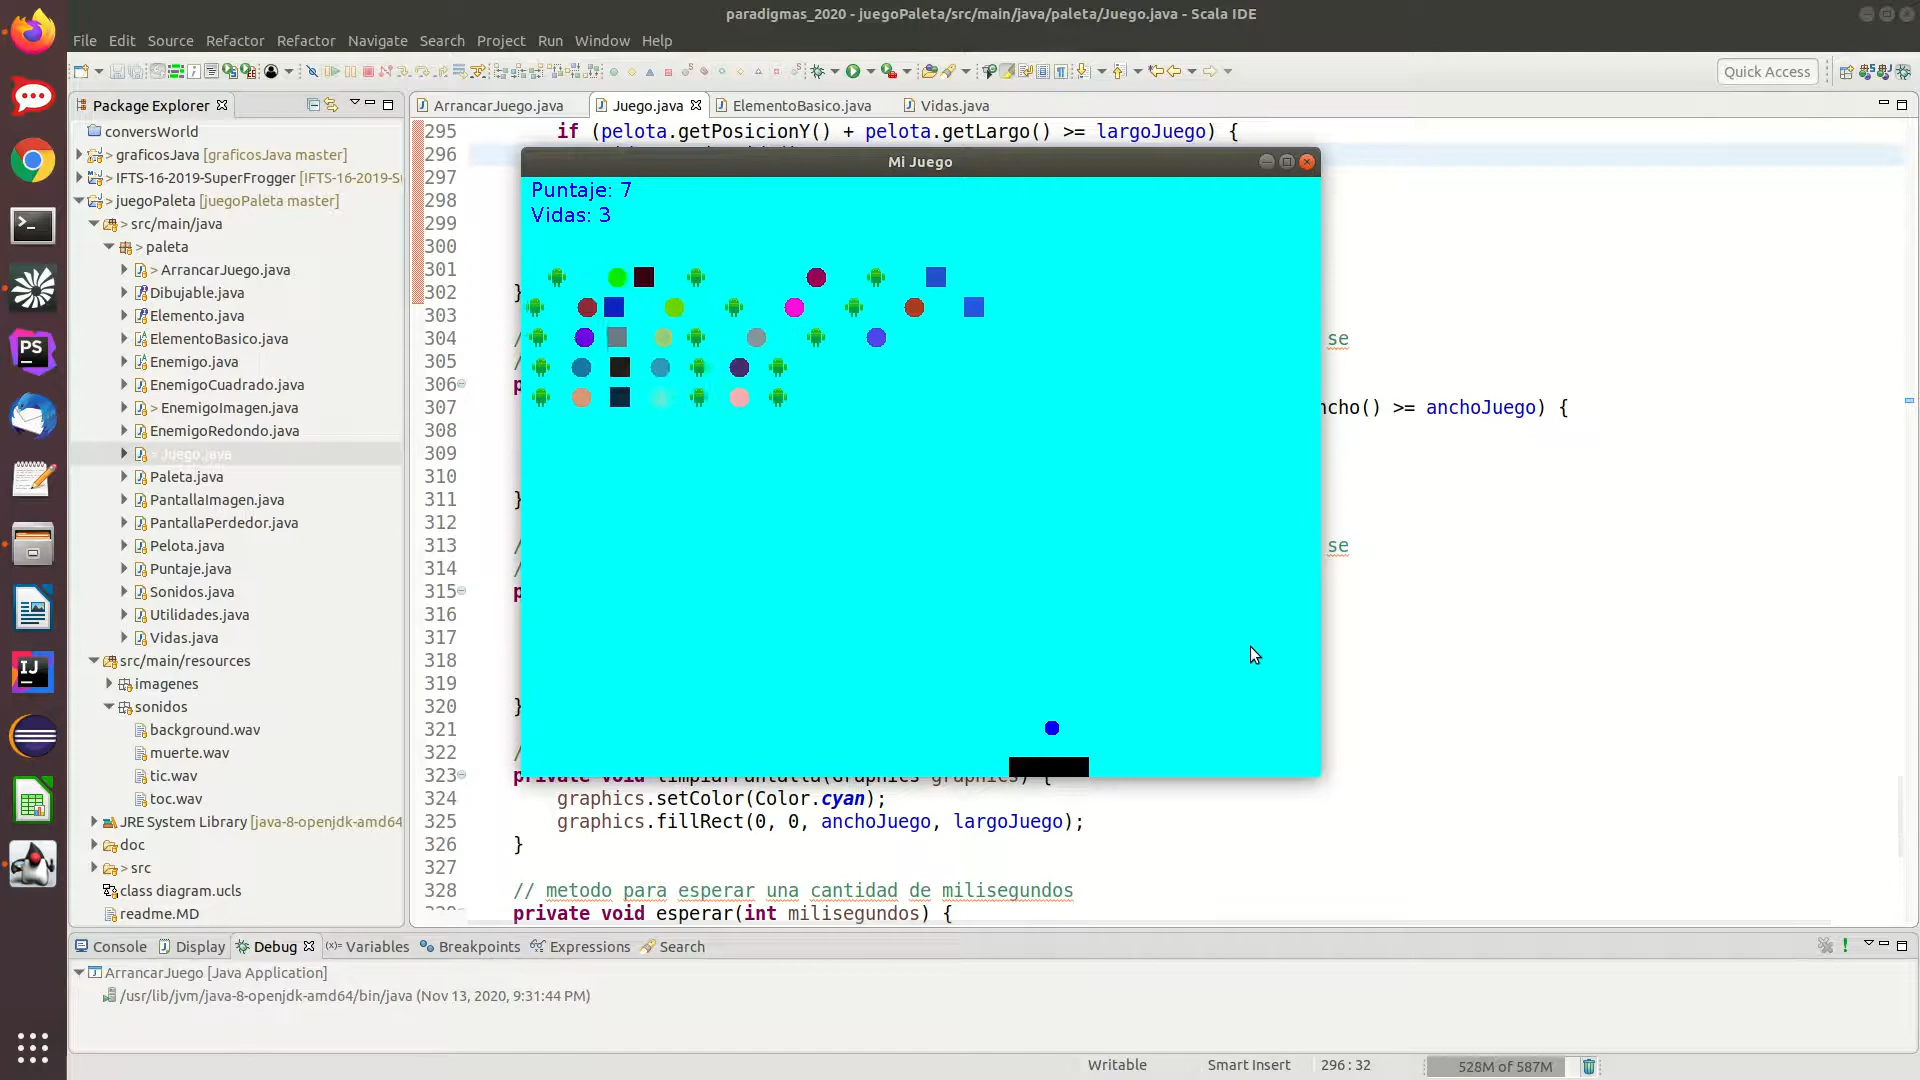 paradigmas_2020 - juegoPaleta/src/main/java/paleta/Juego.java - Scala IDE
File Edit Source Refactor Refactor Navigate Search Project Run Window Help
Quick Access
Package Explorer
ArrancarJuego.java
Juego.java
ElementoBasico.java
Vidas.java
conversWorld
> graficosJava [graficosJava master]
> IFTS-16-2019-SuperFrogger [IFTS-16-2019-S
> juegoPaleta [juegoPaleta master]
> src/main/java
> paleta
> ArrancarJuego.java
Dibujable.java
Elemento.java
ElementoBasico.java
Enemigo.java
EnemigoCuadrado.java
> EnemigoImagen.java
EnemigoRedondo.java
> Juego.java
Paleta.java
PantallaImagen.java
PantallaPerdedor.java
Pelota.java
Puntaje.java
Sonidos.java
Utilidades.java
Vidas.java
src/main/resources
imagenes
sonidos
background.wav
muerte.wav
tic.wav
toc.wav
JRE System Library [java-8-openjdk-amd64
doc
> src
class diagram.ucls
readme.MD
295 if (pelota.getPosicionY() + pelota.getLargo() >= largoJuego) {
296
297
298
299
300
301
302 }
303
304 / se
305 /
306 p
307 ncho() >= anchoJuego) {
308
309
310
311 }
312
313 / se
314 /
315 p
316
317
318
319
320 }
321
322 /
323 private void limpiarPantalla(Graphics graphics) {
324 graphics.setColor(Color.cyan);
325 graphics.fillRect(0, 0, anchoJuego, largoJuego);
326 }
327
328 // metodo para esperar una cantidad de milisegundos
329 private void esperar(int milisegundos) {
Mi Juego
Puntaje: 7
Vidas: 3
PS
IJ
Console Display Debug Variables Breakpoints Expressions Search
ArrancarJuego [Java Application]
/usr/lib/jvm/java-8-openjdk-amd64/bin/java (Nov 13, 2020, 9:31:44 PM)
Writable Smart Insert 296:32 528M of 587M